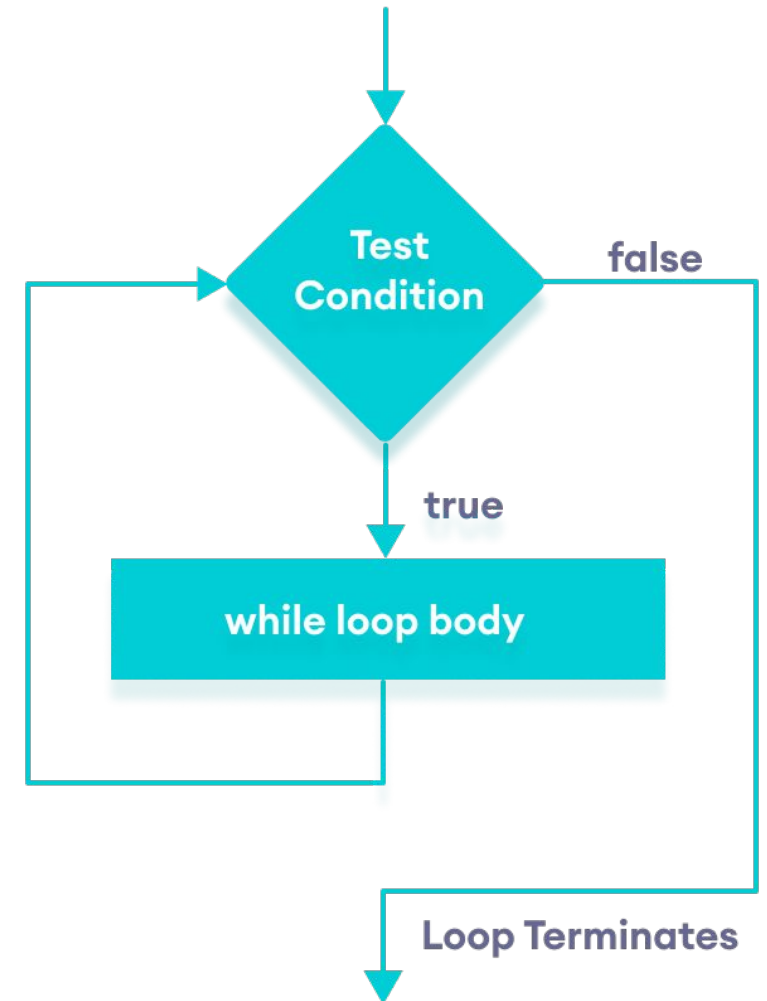 Test
Condition
false
true
while loop body
Loop Terminates